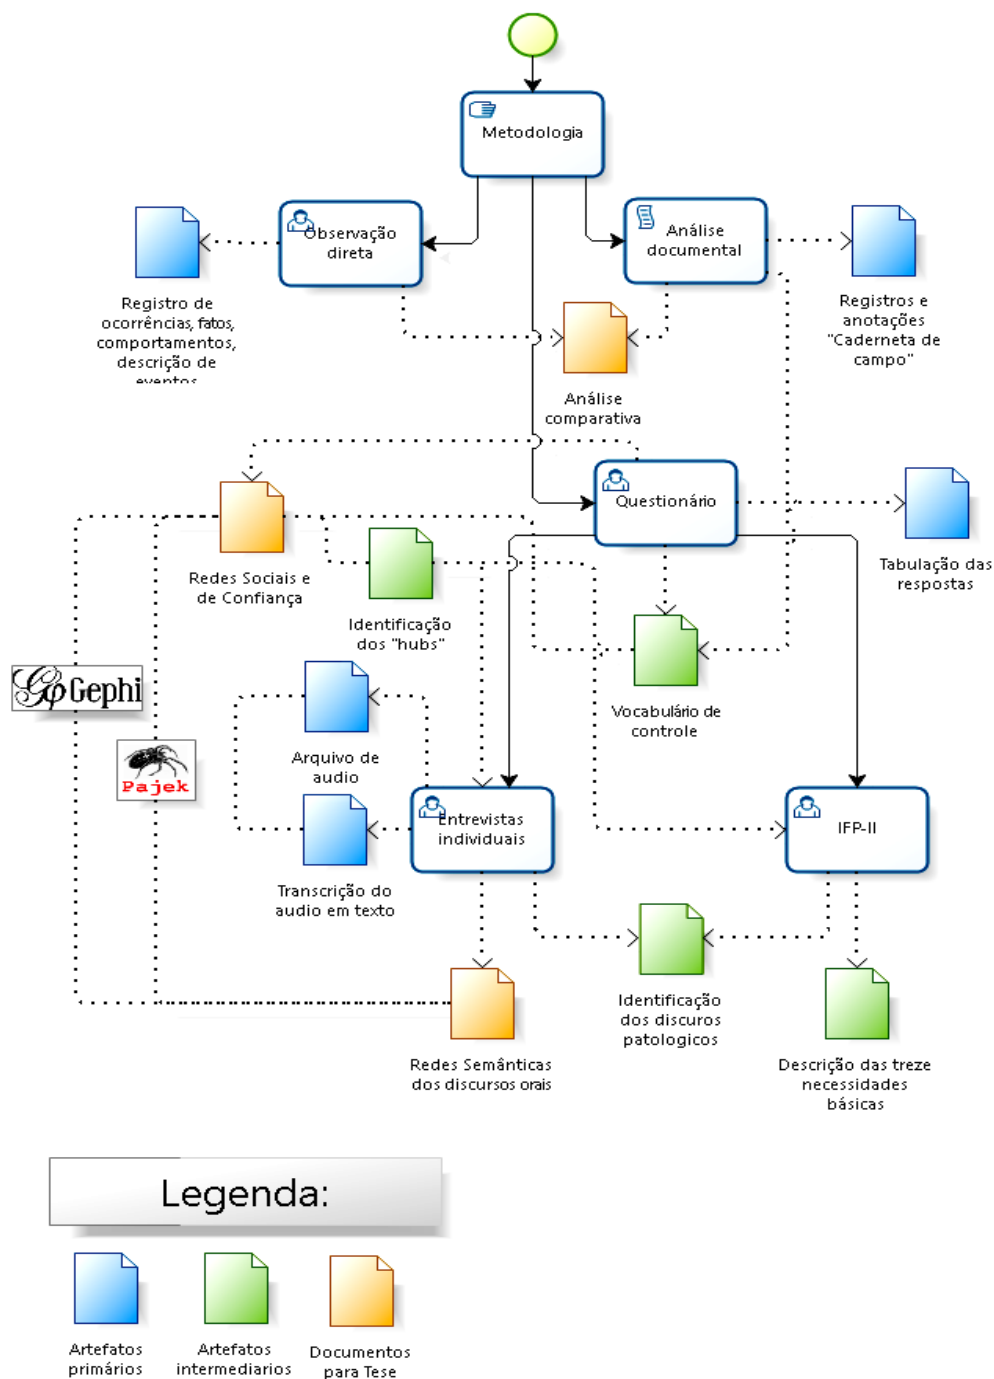 Metodologia
Observação
direta
Análise
documental
Registro de
ocorrências, fatos,
comportamentos,
descrição de
eventos
Registros e
anotações
"Caderneta de
campo"
Análise
comparativa
Questionário
Redes Sociais e
de Confiança
Identificação
dos "hubs"
Tabulação das
respostas
Vocabulário de
controle
Gephi
Pajek
Arquivo de
audio
Entrevistas
individuais
IFP-II
Transcrição do
audio em texto
Identificação
dos discuros
patologicos
Redes Semânticas
dos discursos orais
Descrição das treze
necessidades
básicas
Legenda:
Artefatos
primários
Artefatos
intermediarios
Documentos
para Tese